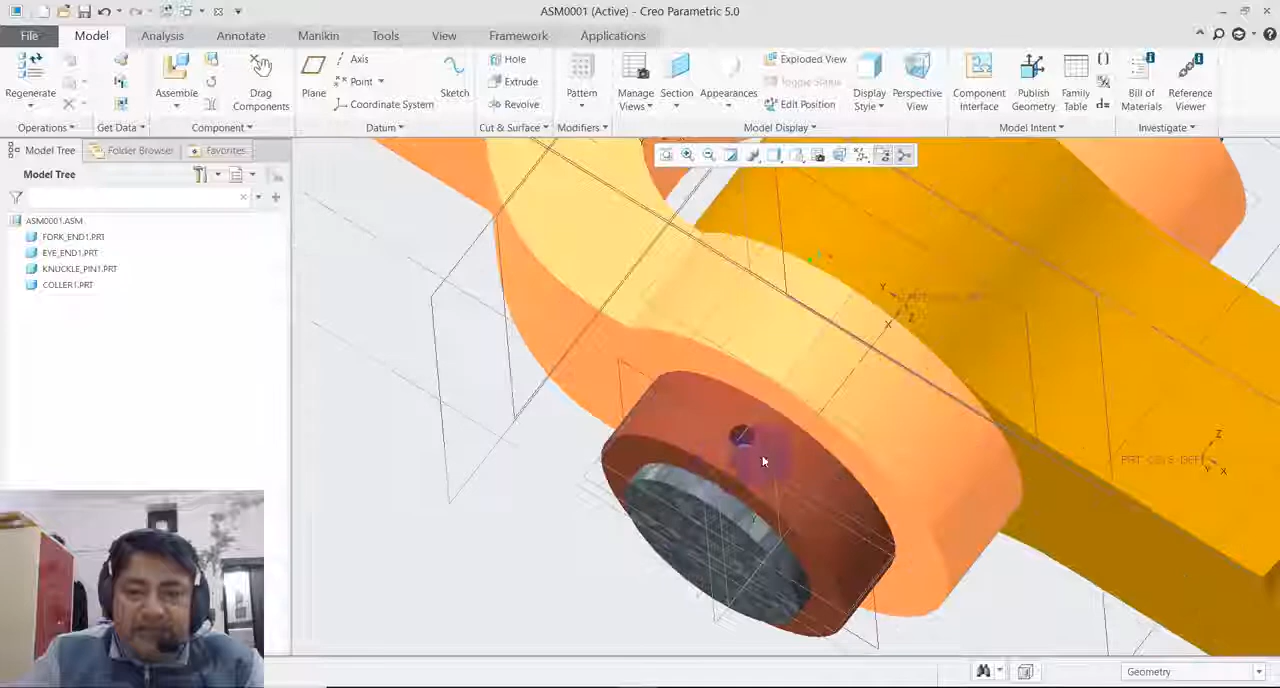 ASM0001 (Active) - Creo Parametric 5.0
File Model Analysis Annotate Manikin Tools View Framework Applications
Regenerate
Operations
Get Data
Assemble
Drag Components
Component
Plane
Axis
Point
Coordinate System
Sketch
Datum
Hole
Extrude
Revolve
Cut & Surface
Pattern
Modifiers
Manage Views
Section
Appearances
Exploded View
Toggle Status
Edit Position
Display Style
Perspective View
Model Display
Component Interface
Publish Geometry
Family Table
d=
Model Intent
Bill of Materials
Reference Viewer
Investigate
Model Tree Folder Browser Favorites
Model Tree
ASM0001.ASM
FORK_END1.PRT
EYE_END1.PRT
KNUCKLE_PIN1.PRT
COLLER1.PRT
Y
X
Z
Z
Y
X
Geometry